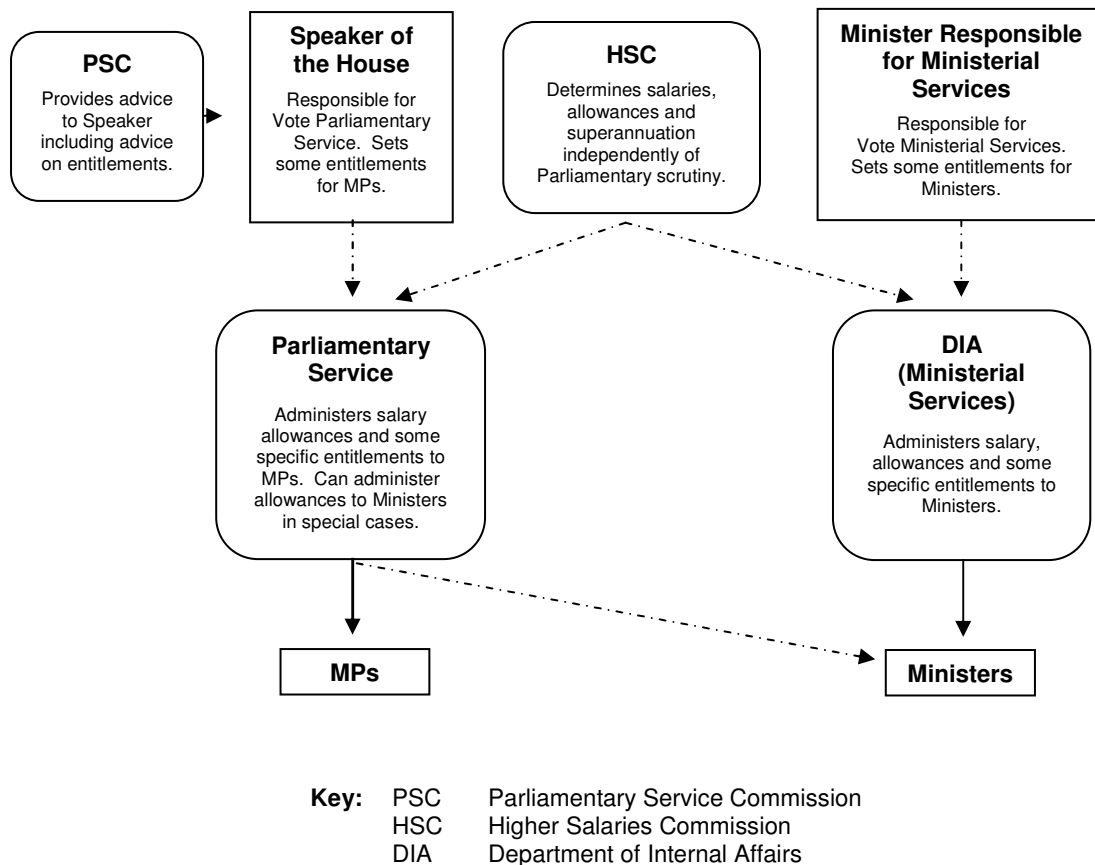 PSC
Provides advice
to Speaker
including advice
on entitlements.
Speaker of
the House
Responsible for
Vote Parliamentary
Service. Sets
some entitlements
for MPs.
HSC
Determines salaries,
allowances and
superannuation
independently of
Parliamentary scrutiny.
Minister Responsible
for Ministerial
Services
Responsible for
Vote Ministerial Services.
Sets some entitlements for
Ministers.
Parliamentary
Service
Administers salary
allowances and some
specific entitlements to
MPs. Can administer
allowances to Ministers
in special cases.
DIA
(Ministerial
Services)
Administers salary,
allowances and some
specific entitlements to
Ministers.
MPs
Ministers
Key: PSC Parliamentary Service Commission
HSC Higher Salaries Commission
DIA Department of Internal Affairs